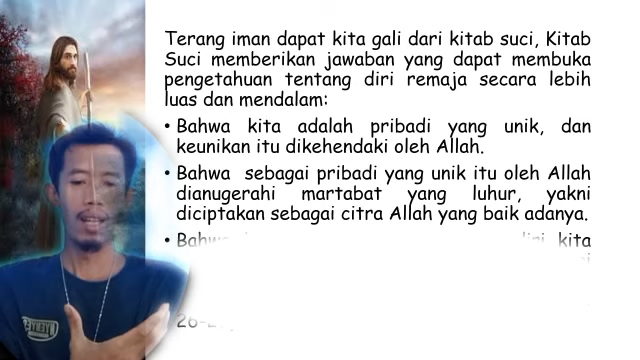 Terang iman dapat kita gali dari kitab suci, Kitab
Suci memberikan jawaban yang dapat membuka
pengetahuan tentang diri remaja secara lebih
luas dan mendalam:
• Bahwa kita adalah pribadi yang unik, dan
keunikan itu dikehendaki oleh Allah.
• Bahwa sebagai pribadi yang unik itu oleh Allah
dianugerahi martabat yang luhur, yakni
diciptakan sebagai citra Allah yang baik adanya.
• kita